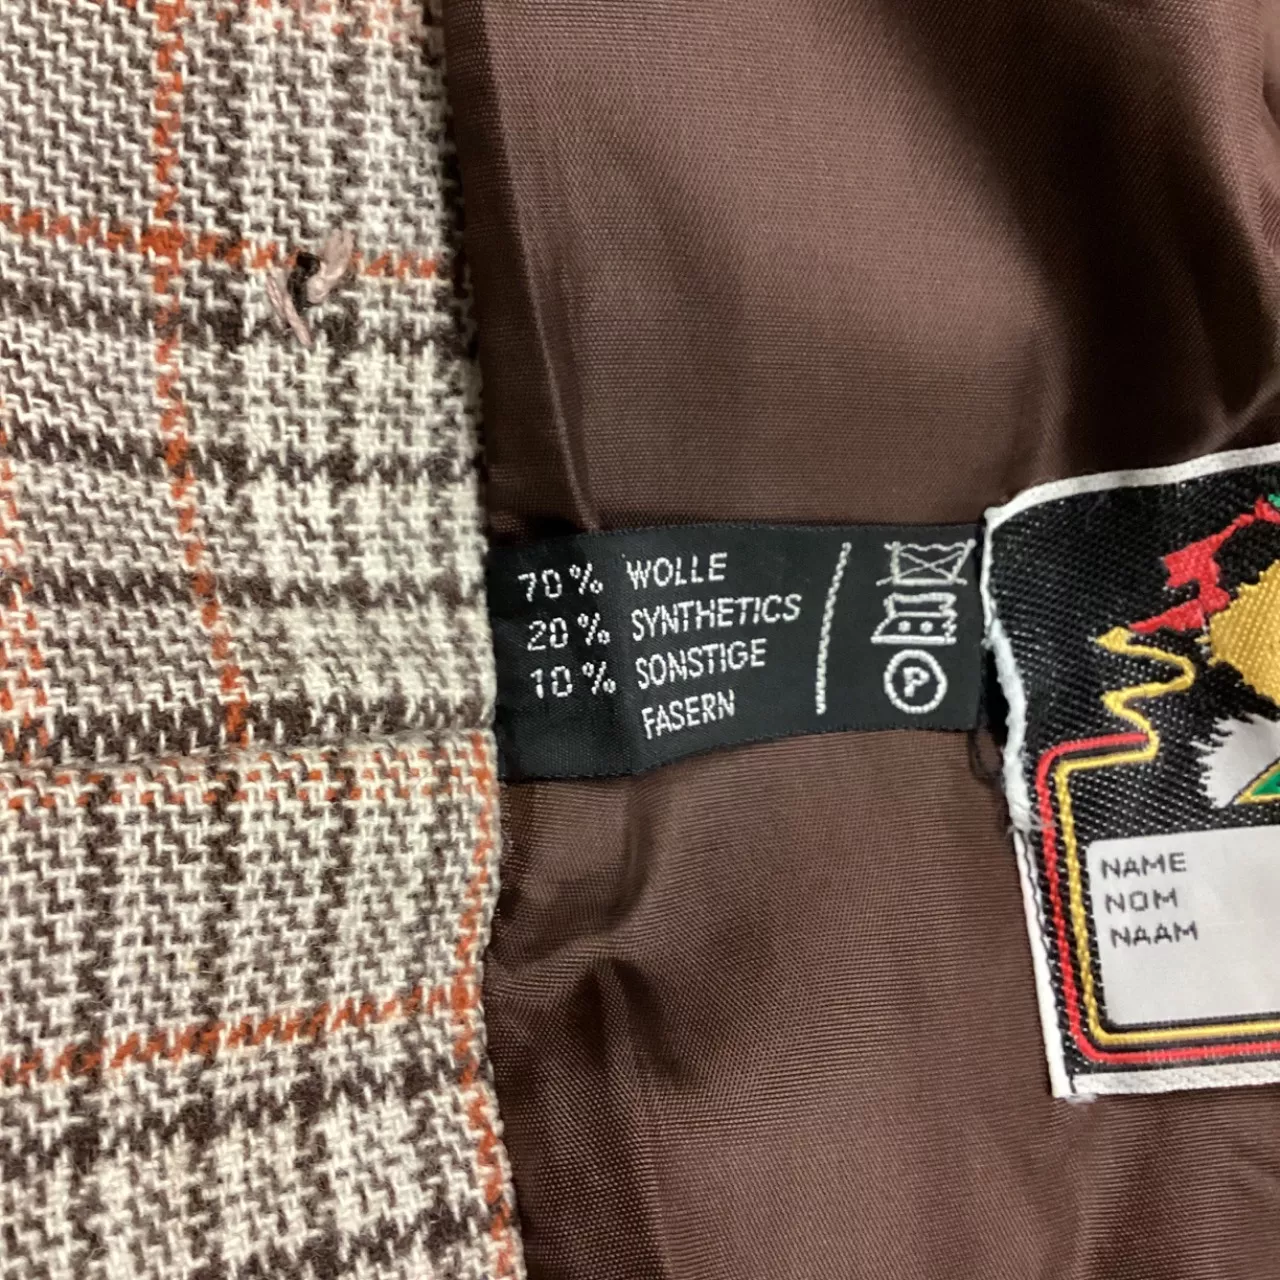 70% WOLLE
20% SYNTHETICS
10% SONSTIGE
FASERN
P
NAME
NOM
NAAM